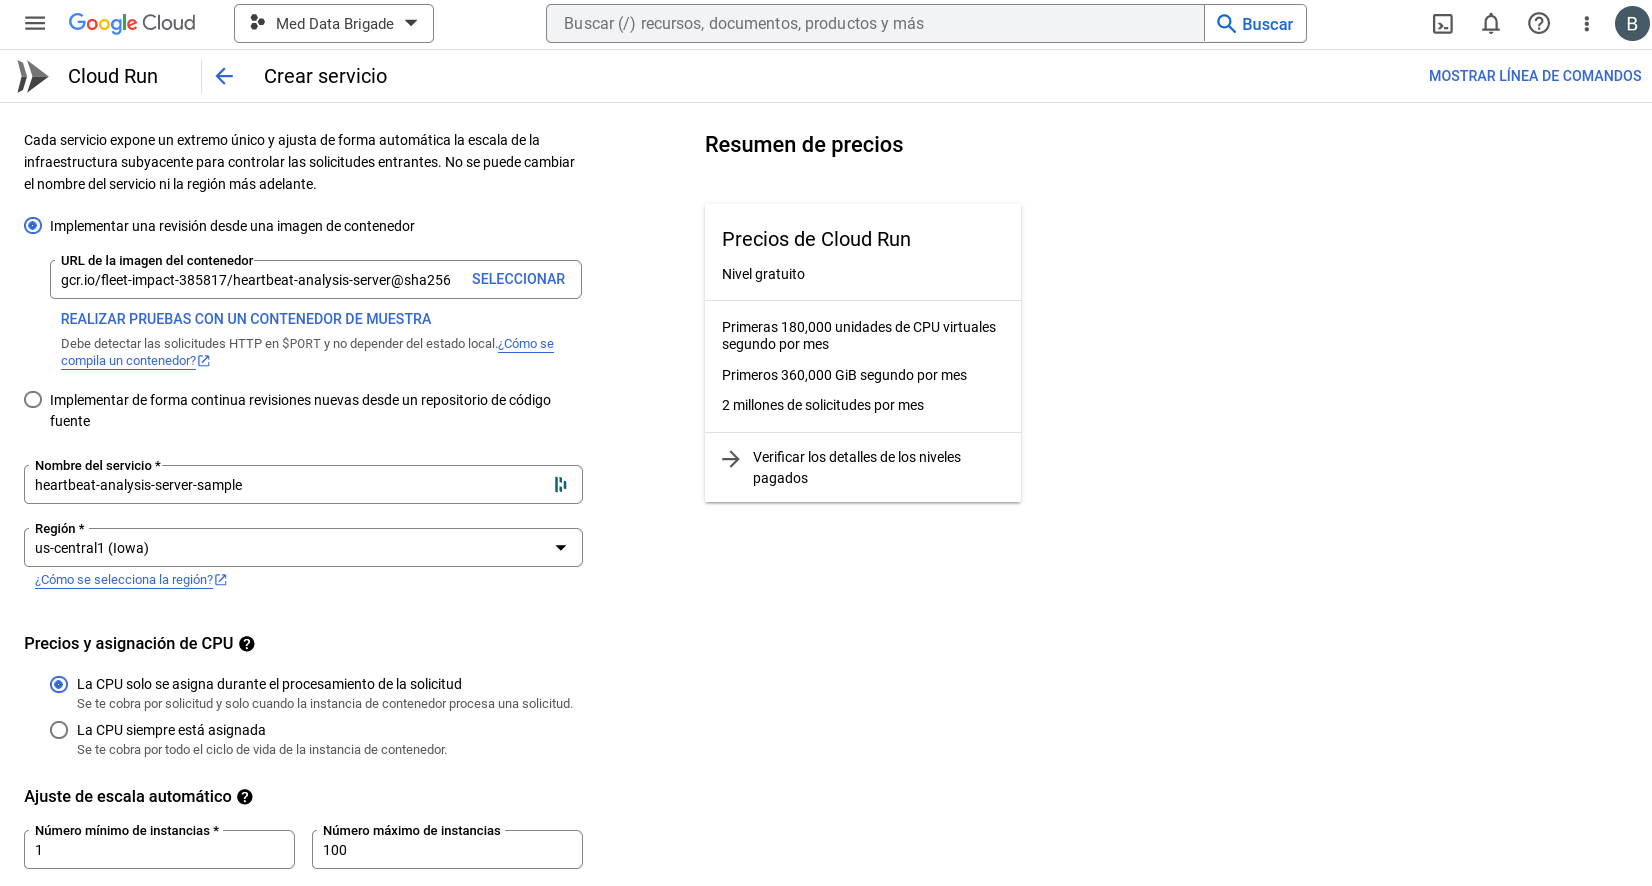 Google Cloud
Med Data Brigade
Buscar (/) recursos, documentos, productos y más
Buscar
B
Cloud Run
Crear servicio
MOSTRAR LÍNEA DE COMANDOS
Cada servicio expone un extremo único y ajusta de forma automática la escala de la
infraestructura subyacente para controlar las solicitudes entrantes. No se puede cambiar
el nombre del servicio ni la región más adelante.
Implementar una revisión desde una imagen de contenedor
URL de la imagen del contenedor
gcr.io/fleet-impact-385817/heartbeat-analysis-server@sha256
SELECCIONAR
REALIZAR PRUEBAS CON UN CONTENEDOR DE MUESTRA
Debe detectar las solicitudes HTTP en $PORT y no depender del estado local.¿Cómo se
compila un contenedor?
Implementar de forma continua revisiones nuevas desde un repositorio de código
fuente
Nombre del servicio *
heartbeat-analysis-server-sample
Región *
us-central1 (Iowa)
¿Cómo se selecciona la región?
Precios y asignación de CPU
La CPU solo se asigna durante el procesamiento de la solicitud
Se te cobra por solicitud y solo cuando la instancia de contenedor procesa una solicitud.
La CPU siempre está asignada
Se te cobra por todo el ciclo de vida de la instancia de contenedor.
Ajuste de escala automático
Número mínimo de instancias *
1
Número máximo de instancias
100
Resumen de precios
Precios de Cloud Run
Nivel gratuito
Primeras 180,000 unidades de CPU virtuales
segundo por mes
Primeros 360,000 GiB segundo por mes
2 millones de solicitudes por mes
Verificar los detalles de los niveles
pagados